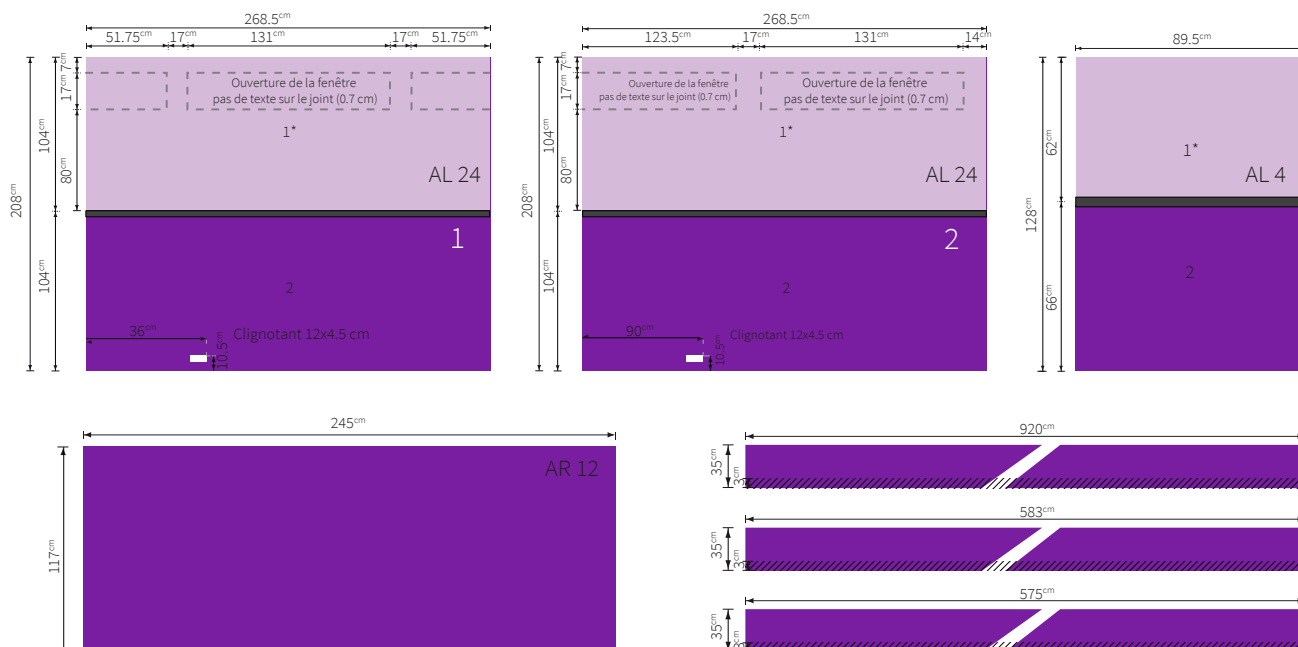 268.5cm
51.75cm
17cm
131cm
17cm
51.75cm
208cm
104cm
104cm
7cm
17cm
80cm
Ouverture de la fenêtre
pas de texte sur le joint (0.7 cm)
1*
AL 24
1
2
36cm
Clignotant 12x4.5 cm
10.5cm
268.5cm
123.5cm
17cm
131cm
14cm
208cm
104cm
104cm
7cm
17cm
80cm
Ouverture de la fenêtre
pas de texte sur le joint (0.7 cm)
Ouverture de la fenêtre
pas de texte sur le joint (0.7 cm)
1*
AL 24
2
2
90cm
Clignotant 12x4.5 cm
10.5cm
89.5cm
128cm
62cm
66cm
1*
AL 4
2
245cm
117cm
AR 12
920cm
35cm
3cm
583cm
35cm
3cm
575cm
35cm